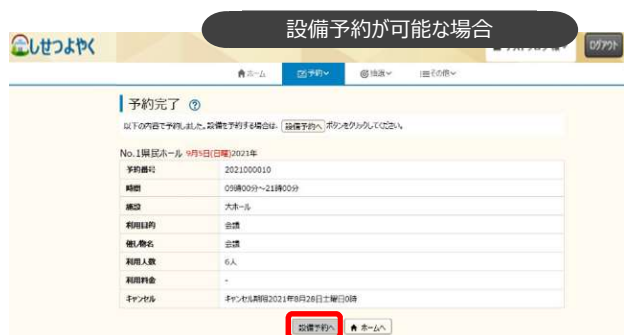 設備予約が可能な場合
しせつよやく
ログアウト
ホーム 予約 抽選 その他
予約完了 ?
以下の内容で予約しました。設備を予約する場合は、 設備予約へ ボタンをクリックしてください。
No.1県民ホール 9月5日(日曜)2021年
予約番号 2021000010
時間 09時00分~21時00分
施設 大ホール
利用目的 会議
催し物名 会議
利用人数 6人
利用料金 -
キャンセル キャンセル期限2021年8月28日土曜日0時
設備予約へ ホームへ